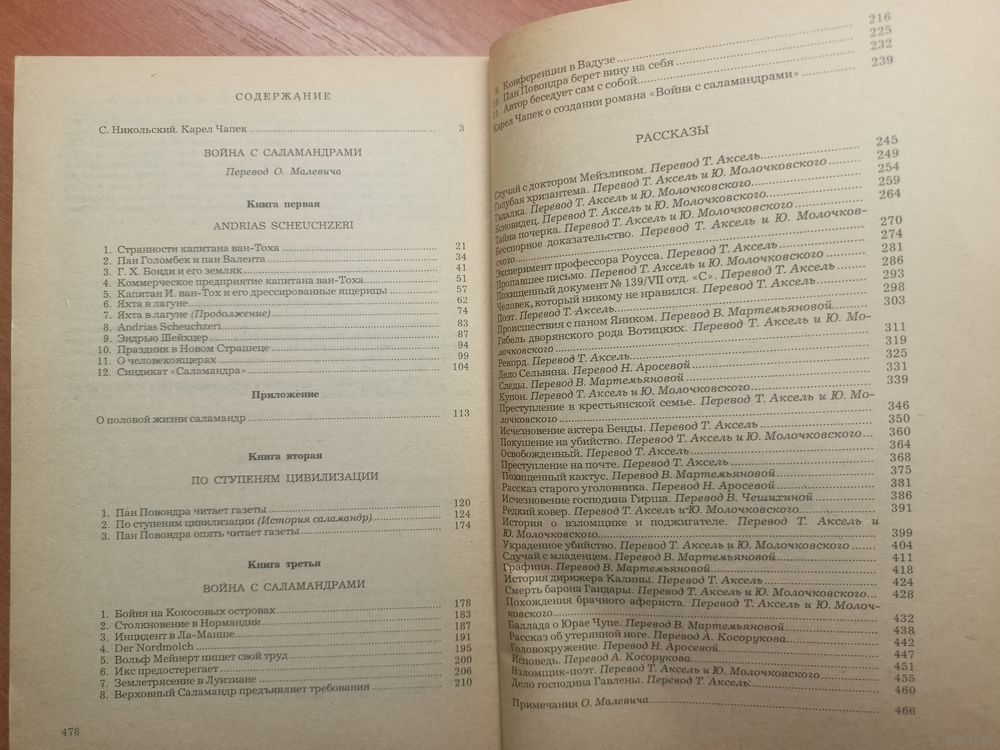 СОДЕРЖАНИЕ
С. Никольский. Карел Чапек 3
ВОЙНА С САЛАМАНДРАМИ
Перевод О. Малевича
Книга первая
ANDRIAS SCHEUCHZERI
1. Странности капитана ван-Тоха 21
2. Пан Голомбек и пан Валента 34
3. Г. Х. Бонди и его земляк 41
4. Коммерческое предприятие капитана ван-Тоха 51
5. Капитан И. ван-Тох и его дрессированные ящерицы 57
6. Яхта в лагуне 62
7. Яхта в лагуне (Продолжение) 74
8. Andrias Scheuchzeri 83
9. Эндрью Шейхцер 87
10. Праздник в Новом Страшеце 94
11. О человекоящерах 99
12. Синдикат «Саламандра» 104
Приложение
О половой жизни саламандр 113
Книга вторая
ПО СТУПЕНЯМ ЦИВИЛИЗАЦИИ
1. Пан Повондра читает газеты 120
2. По ступеням цивилизации (История саламандр) 124
3. Пан Повондра опять читает газеты 174
Книга третья
ВОЙНА С САЛАМАНДРАМИ
1. Бойня на Кокосовых островах 178
2. Столкновение в Нормандии 183
3. Инцидент в Ла-Манше 187
4. Der Nordmolch 191
5. Вольф Мейнерт пишет свой труд 195
6. Икс предостерегает 200
7. Землетрясение в Луизиане 206
8. Верховный Саламандр предъявляет требования 210
478
9. Конференция в Вадузе 216
10. Пан Повондра берет вину на себя 225
11. Автор беседует сам с собой 232
Карел Чапек о создании романа «Война с саламандрами» 239
РАССКАЗЫ
Случай с доктором Мейзликом. Перевод Т. Аксель 245
Голубая хризантема. Перевод Т. Аксель и Ю. Молочковского 249
Гадалка. Перевод Т. Аксель и Ю. Молочковского 254
Ясновидец. Перевод Т. Аксель и Ю. Молочковского 259
Тайна почерка. Перевод Т. Аксель и Ю. Молочковского 264
Бесспорное доказательство. Перевод Т. Аксель и Ю. Молочков-
ского 270
Эксперимент профессора Роусса. Перевод Т. Аксель 274
Пропавшее письмо. Перевод Т. Аксель и Ю. Молочковского 281
Похищенный документ № 139/VII отд. «С». Перевод Т. Аксель 286
Человек, который никому не нравился. Перевод Т. Аксель 293
Поэт. Перевод Т. Аксель 298
Происшествия с паном Яником. Перевод В. Мартемьяновой 303
Гибель дворянского рода Вотицких. Перевод Т. Аксель и Ю. Мо-
лочковского 311
Рекорд. Перевод Т. Аксель 319
Дело Сельвина. Перевод Н. Аросевой 325
Следы. Перевод В. Мартемьяновой 331
Купон. Перевод Т. Аксель и Ю. Молочковского 339
Преступление в крестьянской семье. Перевод Т. Аксель и Ю. Мо-
лочковского 346
Исчезновение актера Бенды. Перевод Т. Аксель 350
Покушение на убийство. Перевод Т. Аксель и Ю. Молочковского 360
Освобожденный. Перевод Т. Аксель 364
Преступление на почте. Перевод Т. Аксель 368
Похищенный кактус. Перевод В. Мартемьяновой 375
Рассказ старого уголовника. Перевод Н. Аросевой 381
Исчезновение господина Гирша. Перевод В. Чешихиной 386
Редкий ковер. Перевод Т. Аксель и Ю. Молочковского 391
История о взломщике и поджигателе. Перевод Т. Аксель и
Ю. Молочковского 399
Украденное убийство. Перевод Т. Аксель и Ю. Молочковского 404
Случай с младенцем. Перевод В. Мартемьяновой 411
Графиня. Перевод В. Мартемьяновой 418
История дирижера Калины. Перевод Т. Аксель 424
Смерть барона Гандары. Перевод Т. Аксель и Ю. Молочковского 428
Похождения брачного афериста. Перевод Т. Аксель и Ю. Молоч-
ковского 432
Баллада о Юрае Чупе. Перевод В. Мартемьяновой 438
Рассказ об утерянной ноге. Перевод А. Косорукова 442
Головокружение. Перевод Н. Аросевой 447
Исповедь. Перевод А. Косорукова 451
Взломщик-поэт. Перевод Т. Аксель и Ю. Молочковского 455
Дело господина Гавлены. Перевод Т. Аксель 460
Примечания О. Малевича 466